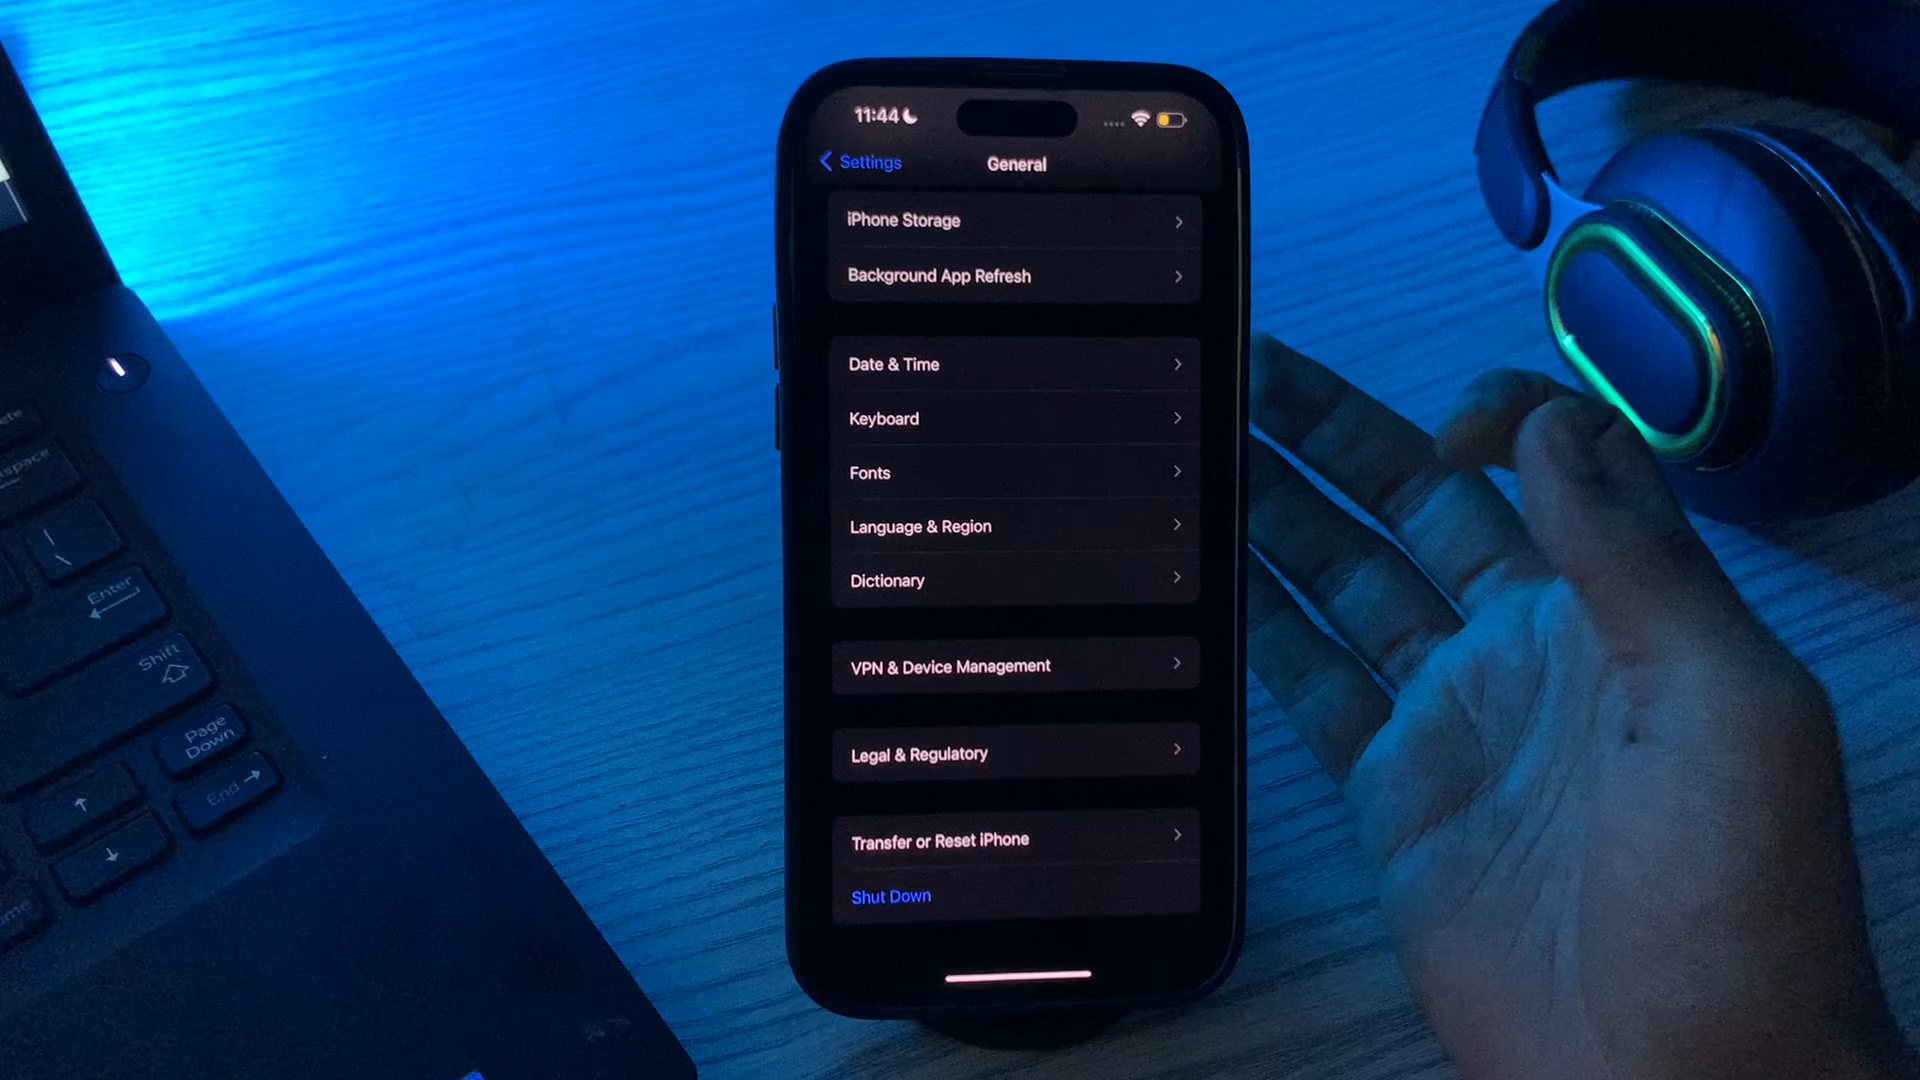 11:44
Settings
General
iPhone Storage
Background App Refresh
Date & Time
Keyboard
Fonts
Language & Region
Dictionary
VPN & Device Management
Legal & Regulatory
Transfer or Reset iPhone
Shut Down
Enter
Shift
Page
Down
End